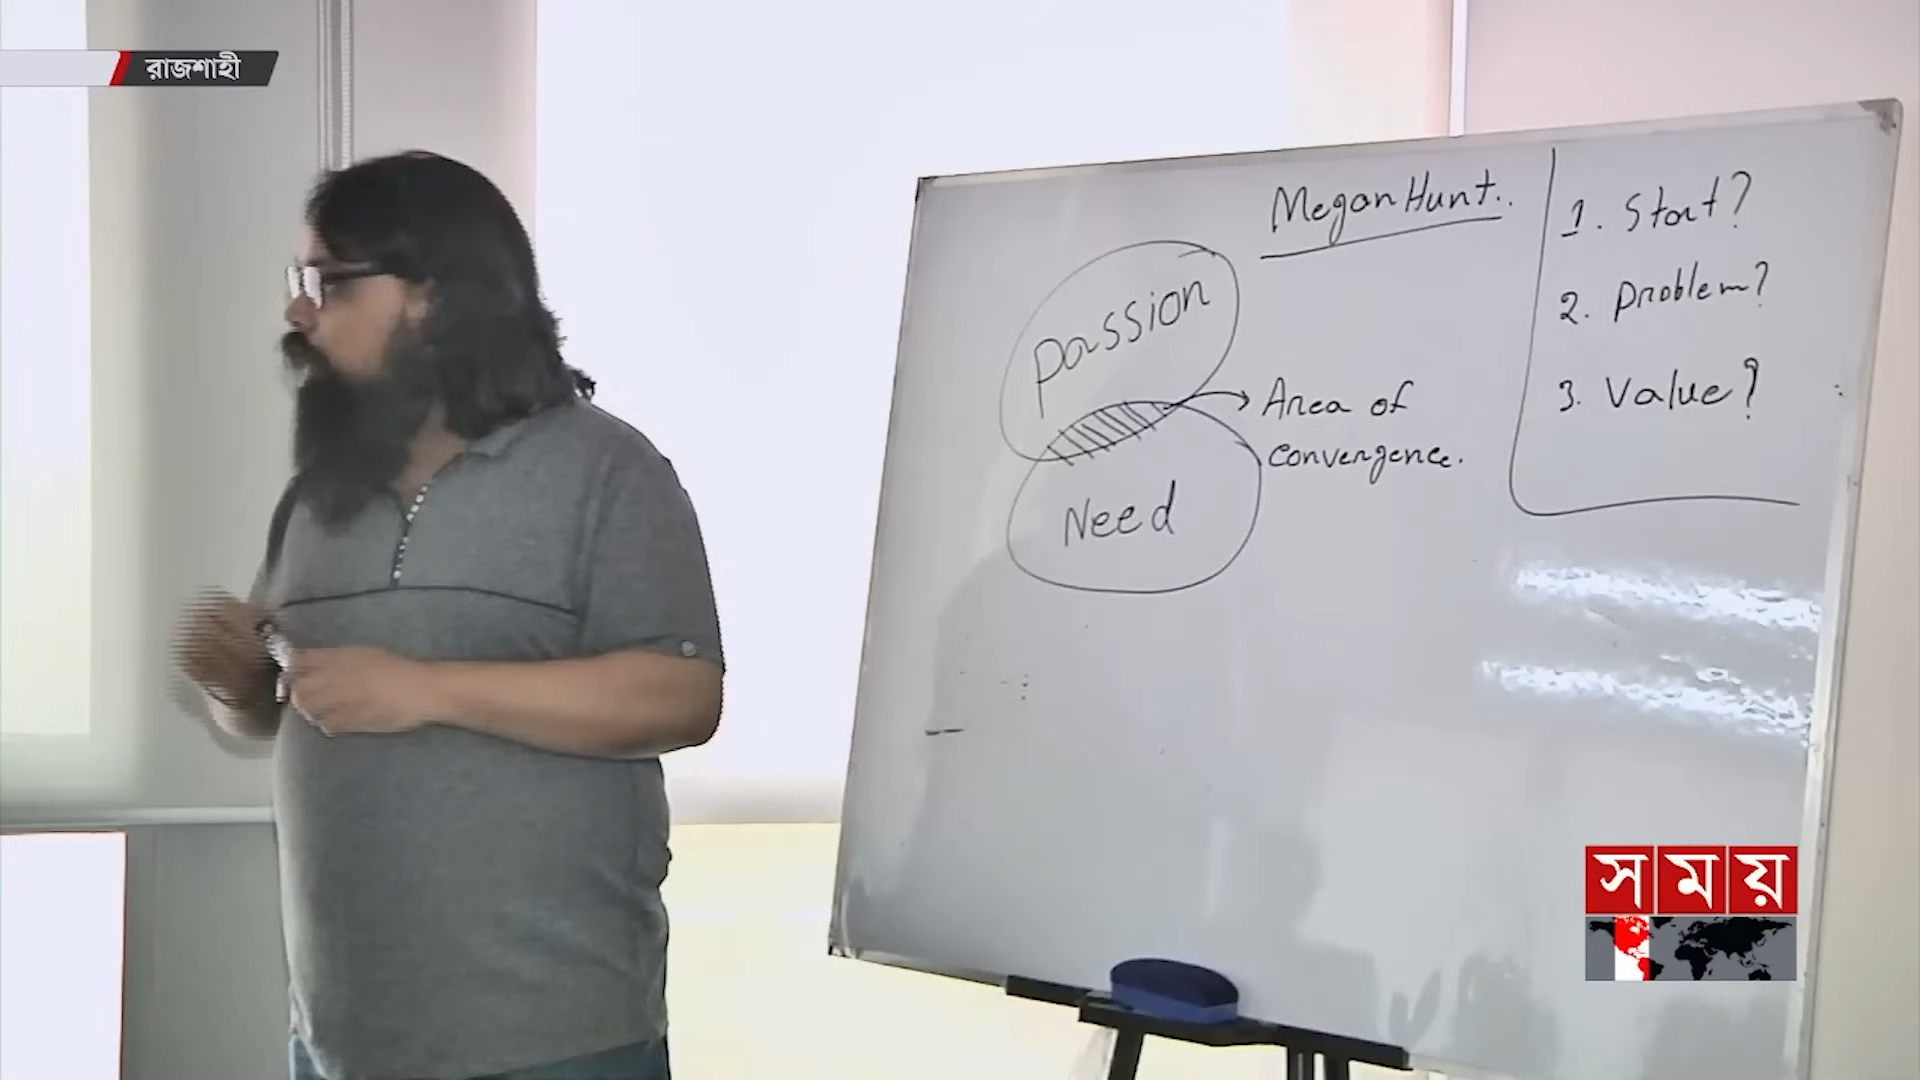 রাজশাহী
Megan Hunt..
1. Start?
2. Problem?
3. Value?
Passion
Area of
convergence.
Need
সময়